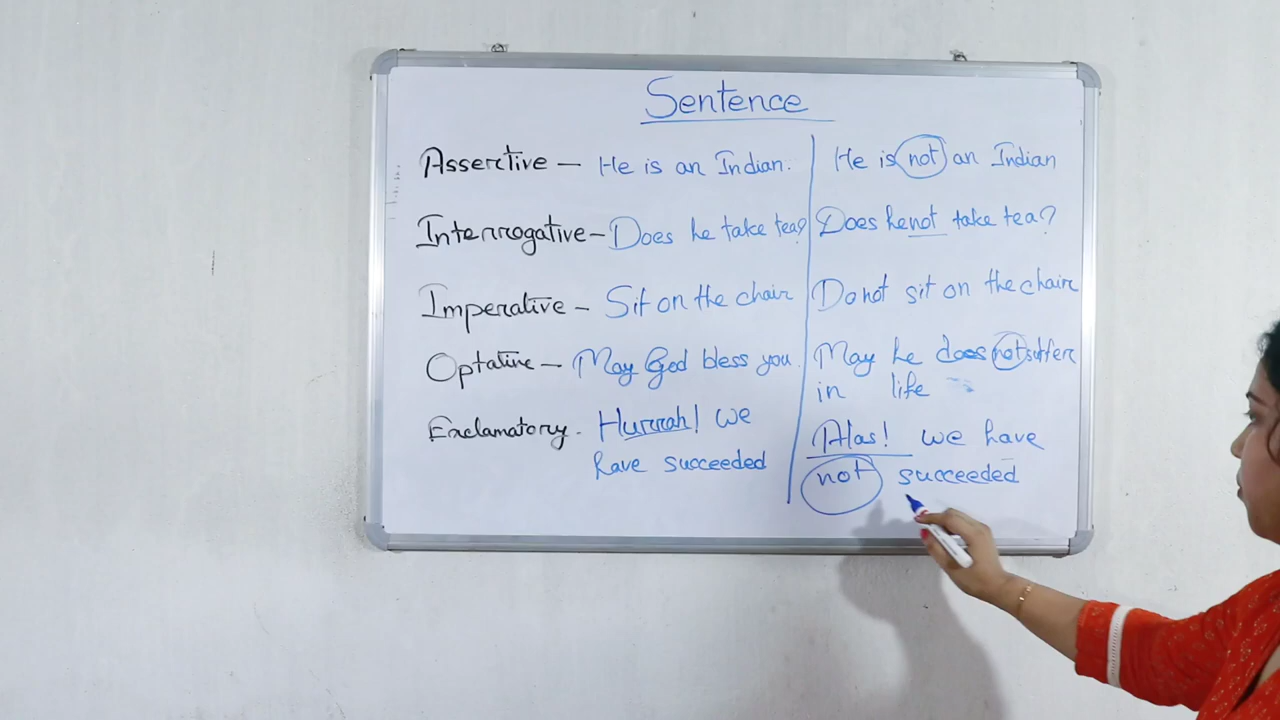 Sentence
Assertive – He is an Indian.
He is not an Indian
Interrogative – Does he take tea?
Does he not take tea?
Imperative – Sit on the chair
Do not sit on the chair
Optative – May God bless you.
May he does not suffer
in life
Exclamatory. Hurrah! we
have succeeded
Alas! we have
not succeeded